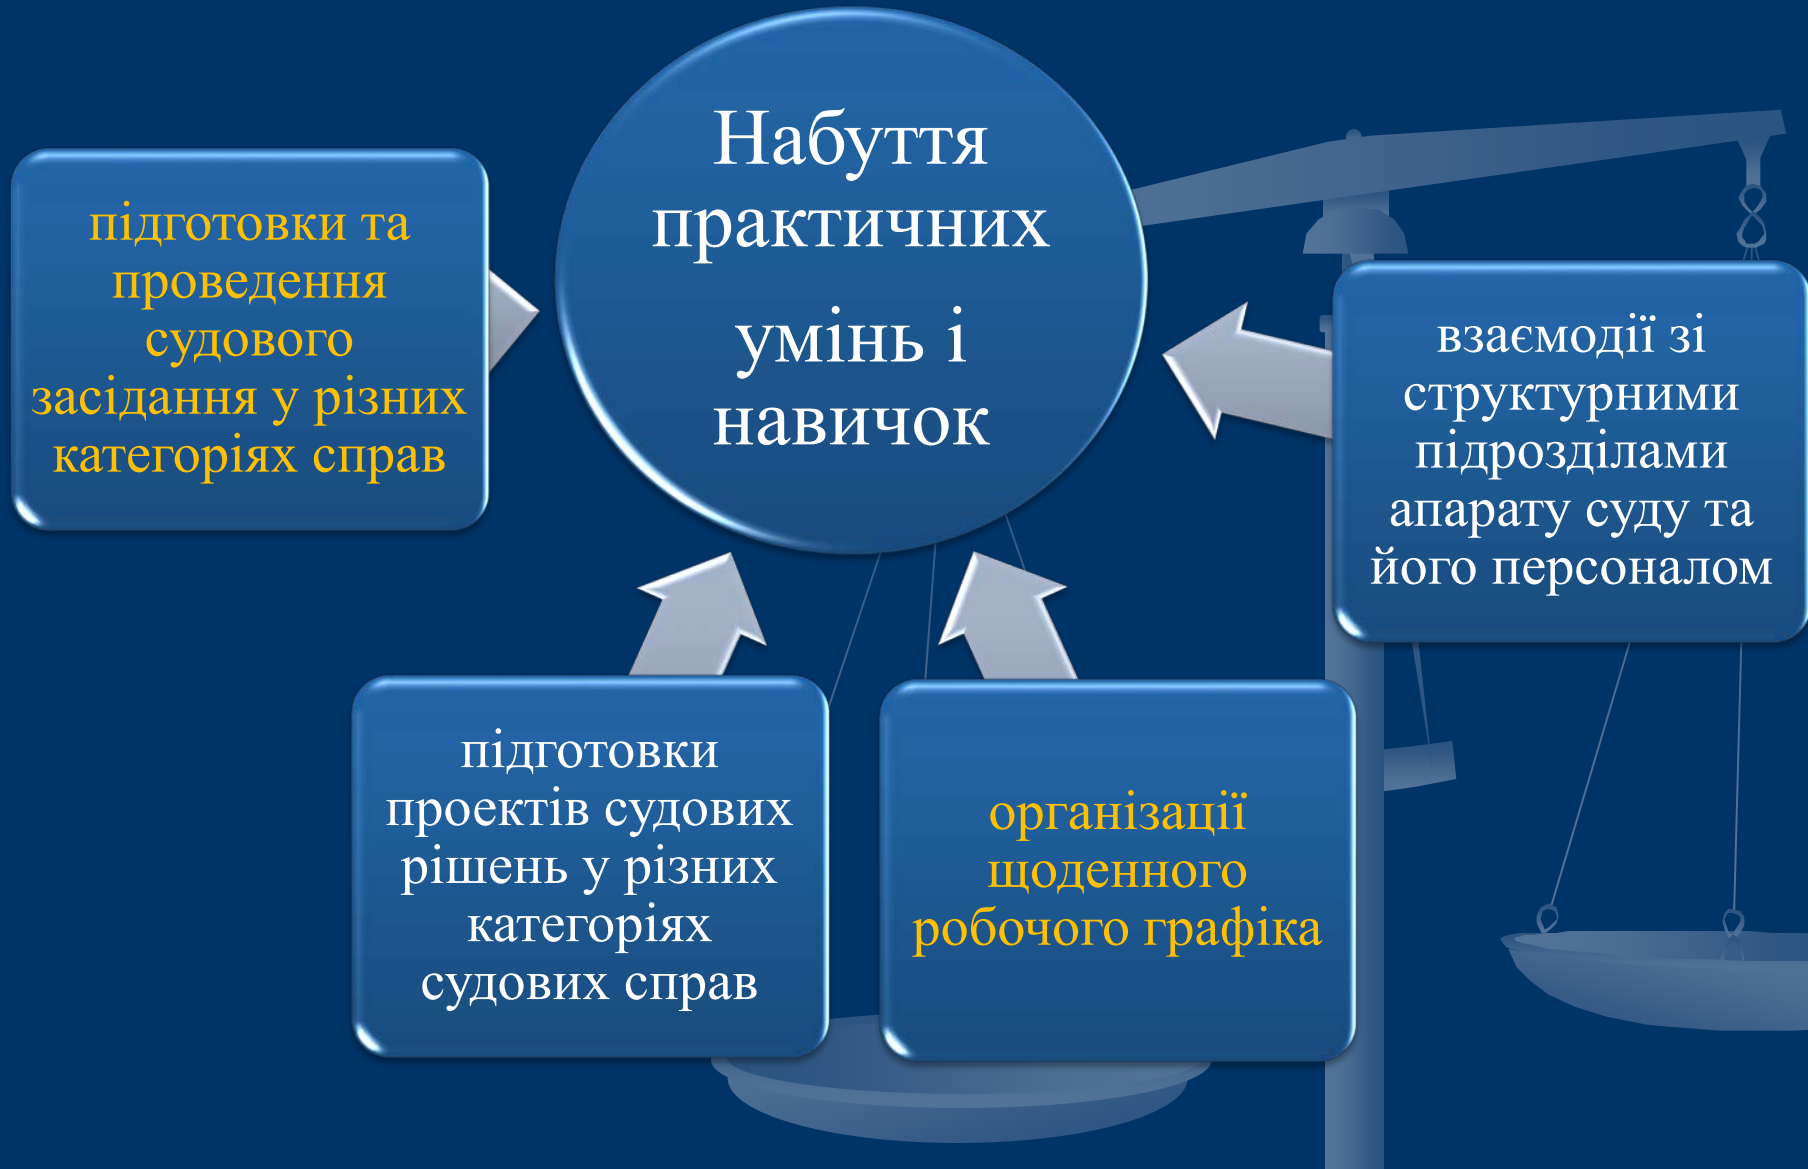 Набуття
практичних
умінь і
навичок
підготовки та
проведення
судового
засідання у різних
категоріях справ
підготовки
проектів судових
рішень у різних
категоріях
судових справ
організації
щоденного
робочого графіка
взаємодії зі
структурними
підрозділами
апарату суду та
його персоналом